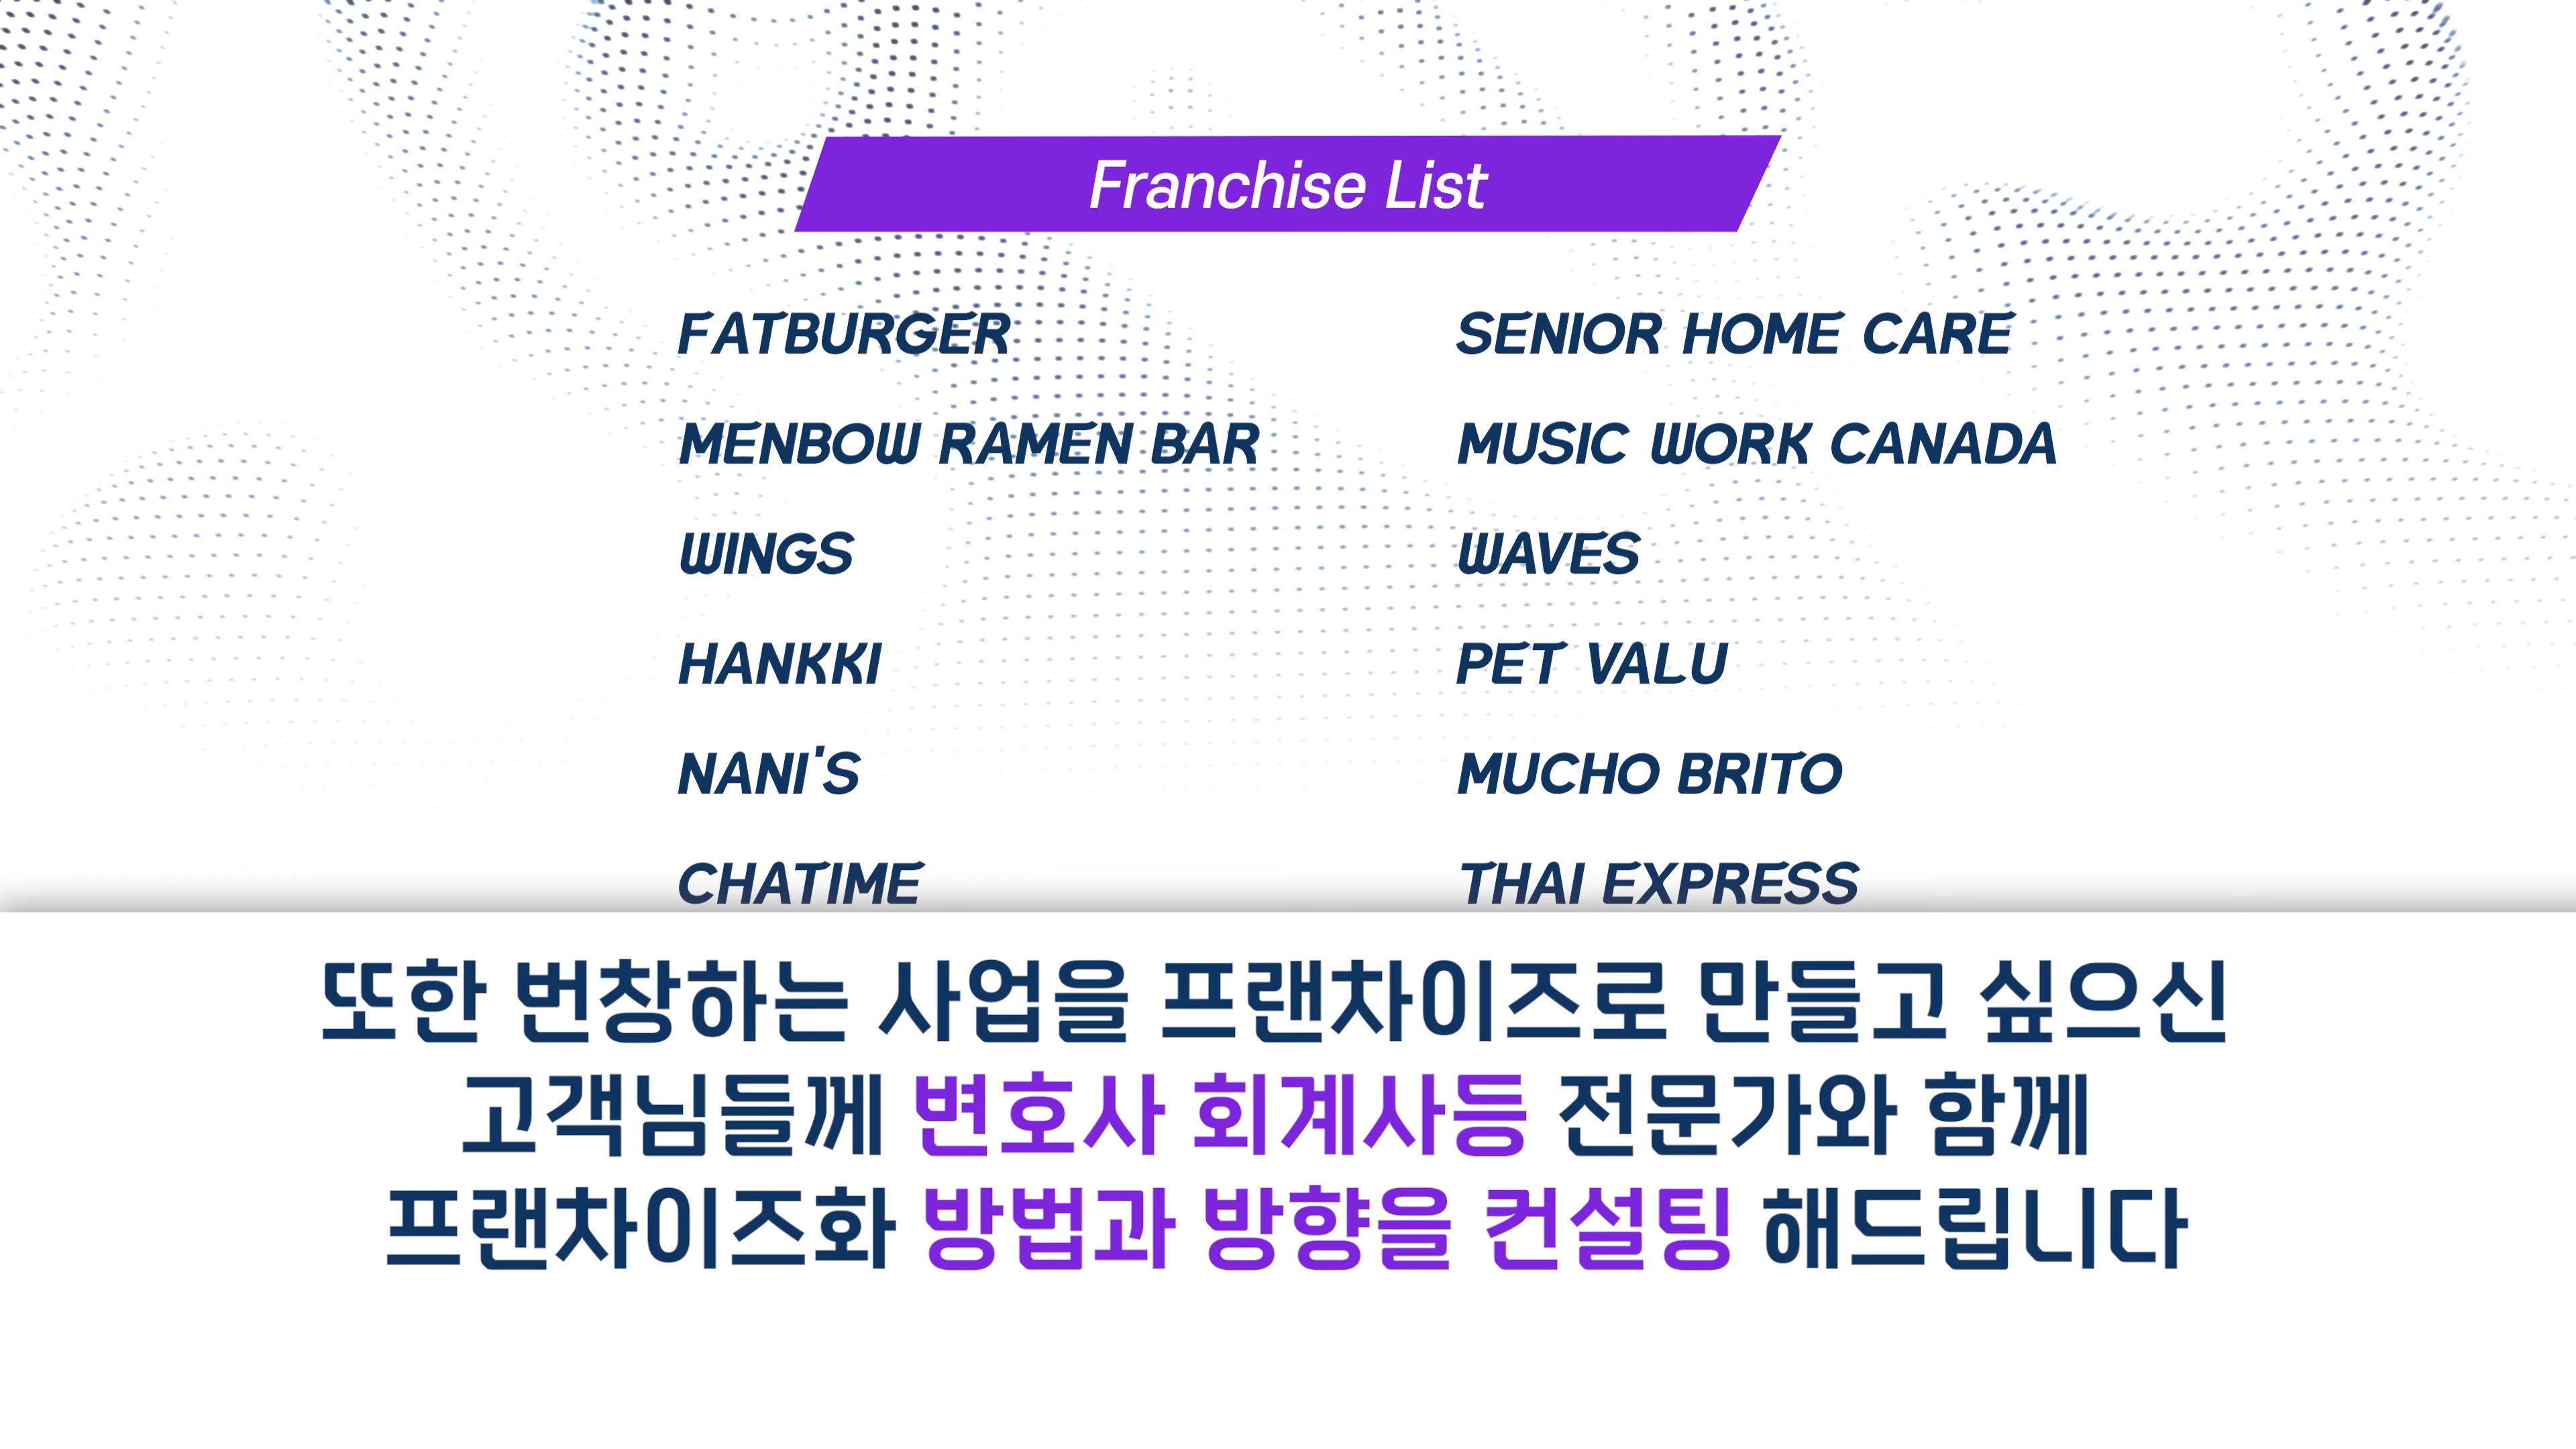 Franchise List
FATBURGER
MENBOW RAMEN BAR
WINGS
HANKKI
NANI'S
CHATIME
SENIOR HOME CARE
MUSIC WORK CANADA
WAVES
PET VALU
MUCHO BRITO
THAI EXPRESS
또한 번창하는 사업을 프랜차이즈로 만들고 싶으신
고객님들께 변호사 회계사등 전문가와 함께
프랜차이즈화 방법과 방향을 컨설팅 해드립니다